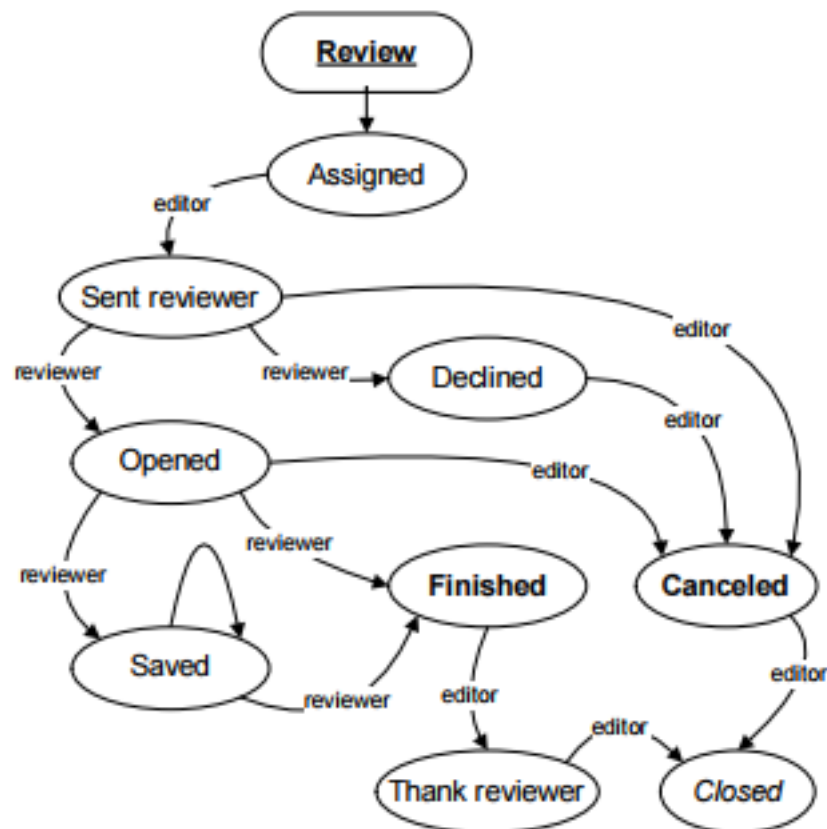 Review
Assigned
editor
Sent reviewer
editor
reviewer
reviewer
Declined
editor
Opened
editor
reviewer
reviewer
Finished
Canceled
Saved
reviewer
editor
editor
editor
Thank reviewer
Closed